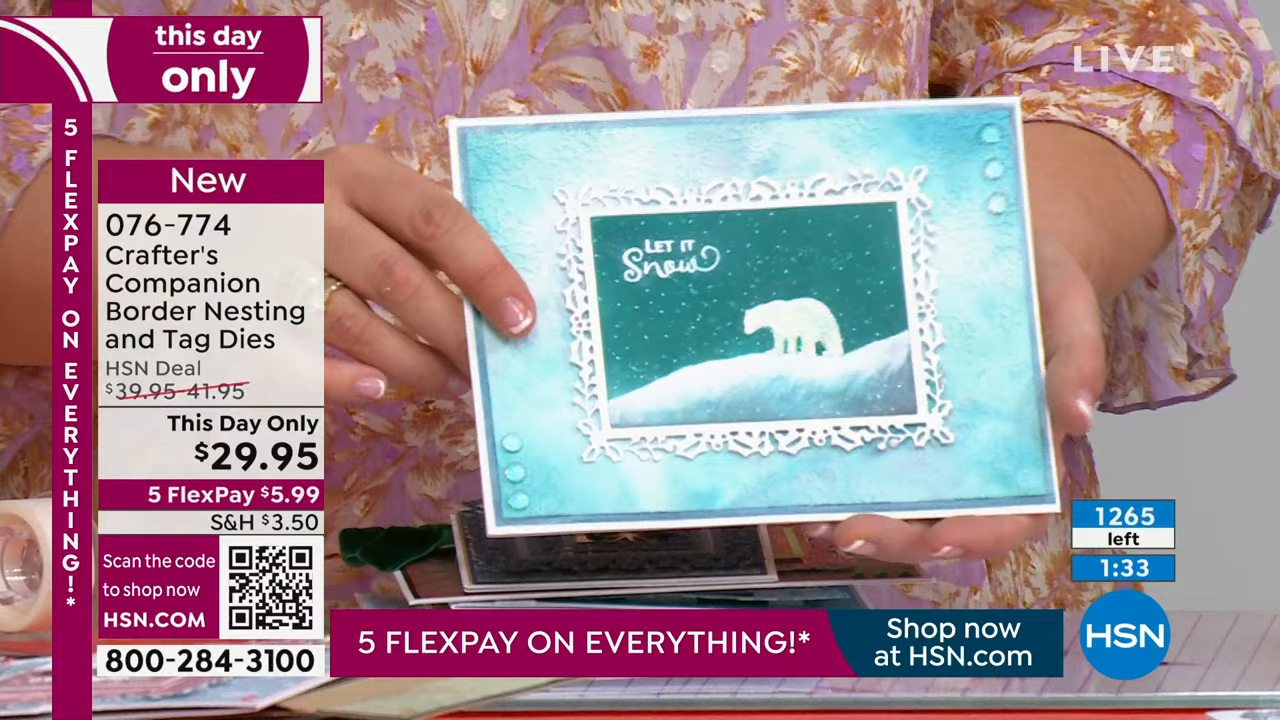 this day
only
5 FLEXPAY ON EVERYTHING!*
New
076-774
Crafter's
Companion
Border Nesting
and Tag Dies
HSN Deal
$39.95-41.95
This Day Only
$29.95
5 FlexPay $5.99
S&H $3.50
Scan the code
to shop now
HSN.COM
800-284-3100
LIVE
LET IT
Snow
1265
left
1:33
5 FLEXPAY ON EVERYTHING!*
Shop now
at HSN.com
HSN